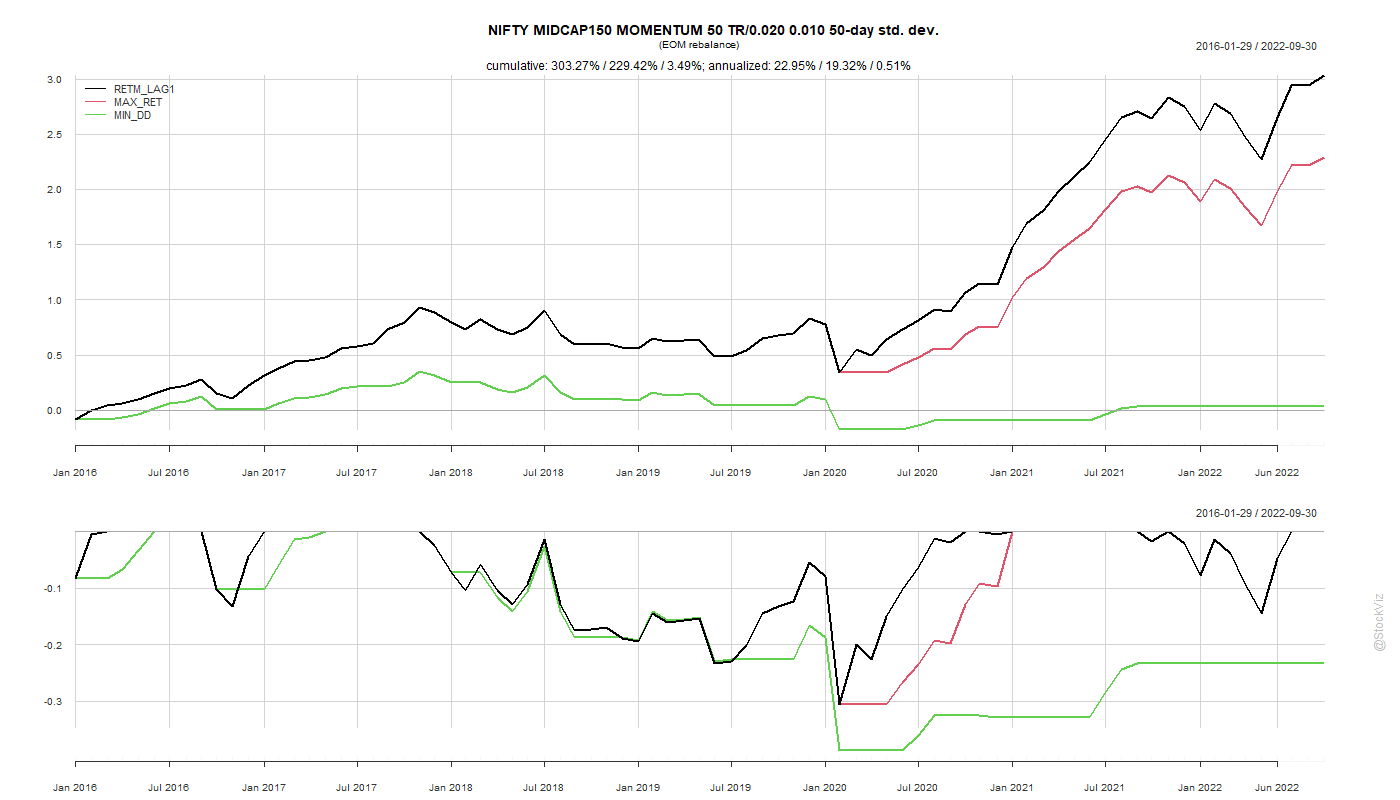 NIFTY MIDCAP150 MOMENTUM 50 TR/0.020 0.010 50-day std. dev.
(EOM rebalance)
2016-01-29 / 2022-09-30
cumulative: 303.27% / 229.42% / 3.49%; annualized: 22.95% / 19.32% / 0.51%
RETM_LAG1
MAX_RET
MIN_DD
3.0
2.5
2.0
1.5
1.0
0.5
0.0
Jan 2016 Jul 2016 Jan 2017 Jul 2017 Jan 2018 Jul 2018 Jan 2019 Jul 2019 Jan 2020 Jul 2020 Jan 2021 Jul 2021 Jan 2022 Jun 2022
2016-01-29 / 2022-09-30
-0.1
-0.2
-0.3
Jan 2016 Jul 2016 Jan 2017 Jul 2017 Jan 2018 Jul 2018 Jan 2019 Jul 2019 Jan 2020 Jul 2020 Jan 2021 Jul 2021 Jan 2022 Jun 2022
@StockViz